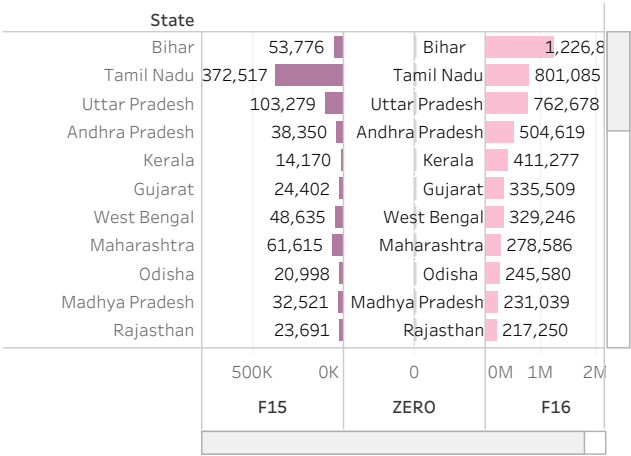 State
Bihar 53,776 Bihar 1,226,8
Tamil Nadu 372,517 Tamil Nadu 801,085
Uttar Pradesh 103,279 Uttar Pradesh 762,678
Andhra Pradesh 38,350 Andhra Pradesh 504,619
Kerala 14,170 Kerala 411,277
Gujarat 24,402 Gujarat 335,509
West Bengal 48,635 West Bengal 329,246
Maharashtra 61,615 Maharashtra 278,586
Odisha 20,998 Odisha 245,580
Madhya Pradesh 32,521 Madhya Pradesh 231,039
Rajasthan 23,691 Rajasthan 217,250
500K 0K 0 0M 1M 2M
F15 ZERO F16